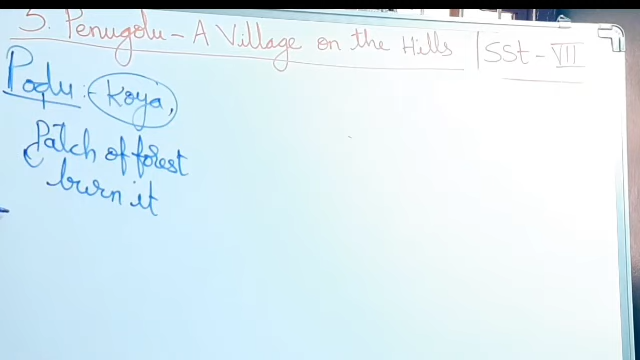 5. Penugolu - A Village on the Hills | SSt - VII
Podu :- Koya,
Patch of forest
burn it